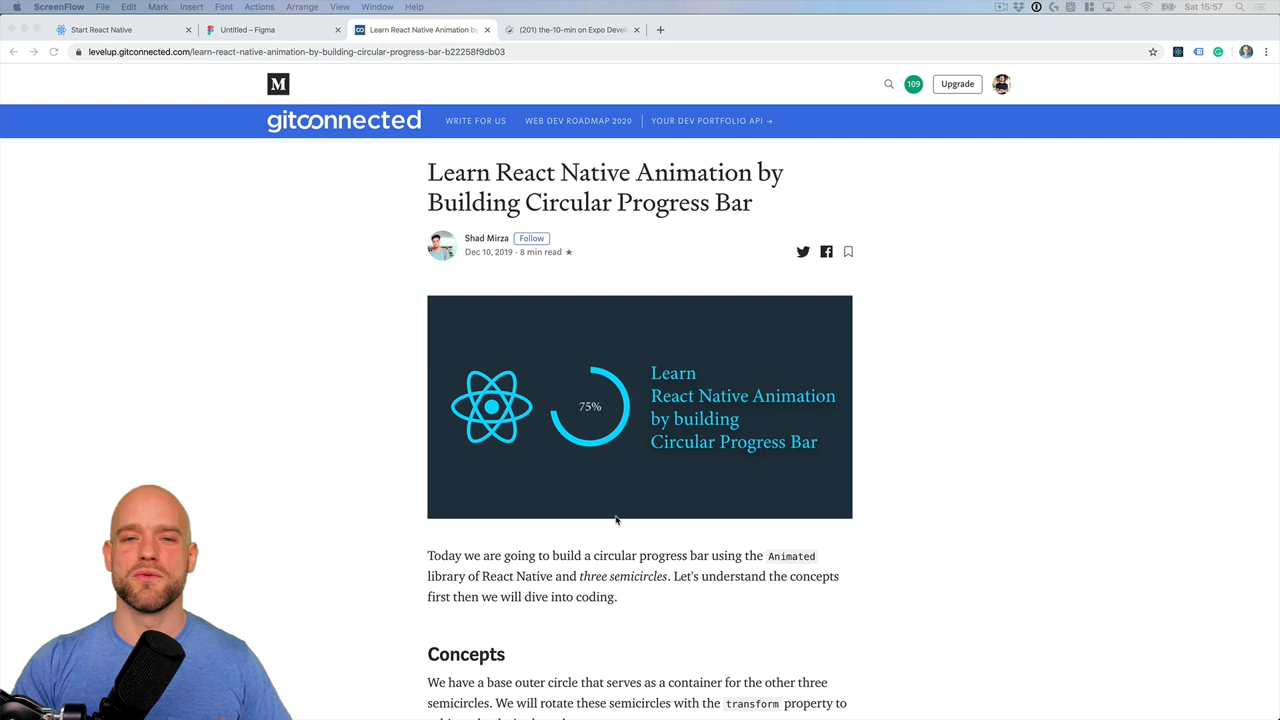 ScreenFlow File Edit Mark Insert Font Actions Arrange View Window Help Sat 15:57
Start React Native Untitled – Figma Learn React Native Animation by (201) the-10-min on Expo Devel
levelup.gitconnected.com/learn-react-native-animation-by-building-circular-progress-bar-b22258f9db03
M 109 Upgrade
gitconnected WRITE FOR US WEB DEV ROADMAP 2020 YOUR DEV PORTFOLIO API →
Learn React Native Animation by
Building Circular Progress Bar
Shad Mirza Follow
Dec 10, 2019 · 8 min read ★
75%
Learn
React Native Animation
by building
Circular Progress Bar
Today we are going to build a circular progress bar using the Animated
library of React Native and three semicircles. Let's understand the concepts
first then we will dive into coding.
Concepts
We have a base outer circle that serves as a container for the other three
semicircles. We will rotate these semicircles with the transform property to